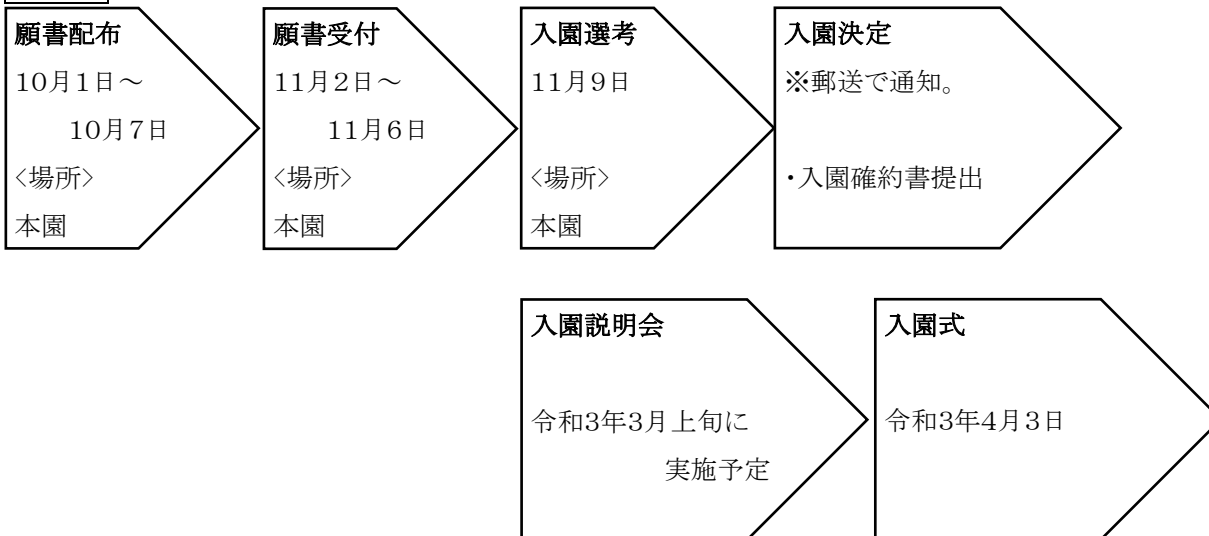 願書配布
10月1日～
10月7日
<場所>
本園
願書受付
11月2日～
11月6日
<場所>
本園
入園選考
11月9日
<場所>
本園
入園決定
※郵送で通知。
・入園確約書提出
入園説明会
令和3年3月上旬に
実施予定
入園式
令和3年4月3日